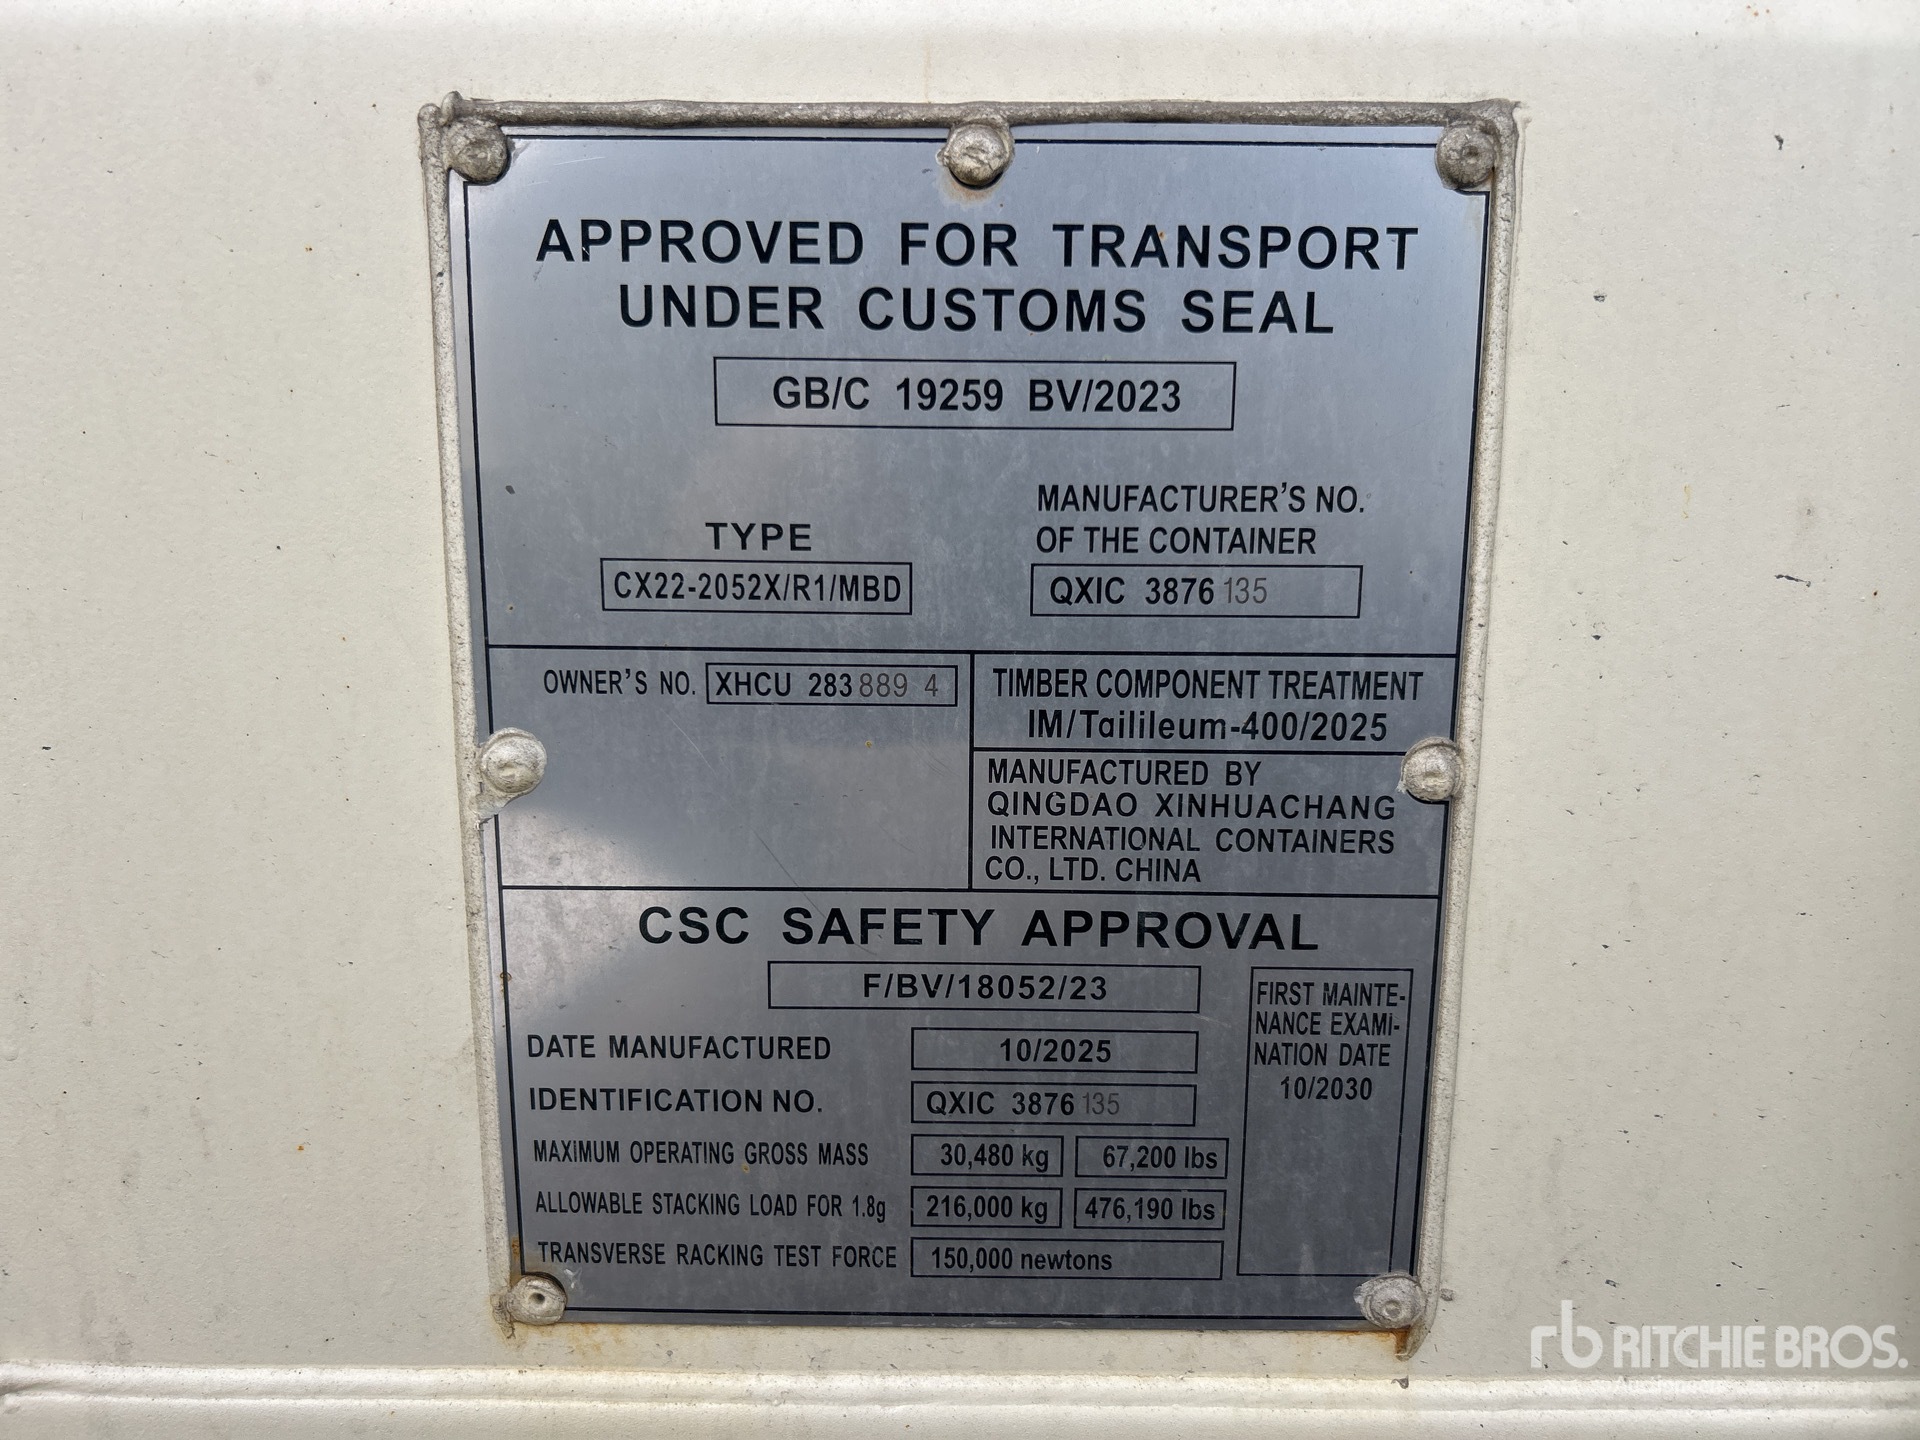 APPROVED FOR TRANSPORT
UNDER CUSTOMS SEAL
GB/C 19259 BV/2023
TYPE
CX22-2052X/R1/MBD
MANUFACTURER'S NO.
OF THE CONTAINER
QXIC 3876 135
OWNER'S NO. XHCU 283 889 4
TIMBER COMPONENT TREATMENT
IM/Tailileum-400/2025
MANUFACTURED BY
QINGDAO XINHUACHANG
INTERNATIONAL CONTAINERS
CO., LTD. CHINA
CSC SAFETY APPROVAL
F/BV/18052/23
DATE MANUFACTURED 10/2025
IDENTIFICATION NO. QXIC 3876 135
MAXIMUM OPERATING GROSS MASS 30,480 kg 67,200 lbs
ALLOWABLE STACKING LOAD FOR 1.8g 216,000 kg 476,190 lbs
TRANSVERSE RACKING TEST FORCE 150,000 newtons
FIRST MAINTE-
NANCE EXAMI-
NATION DATE
10/2030
rb RITCHIE BROS.